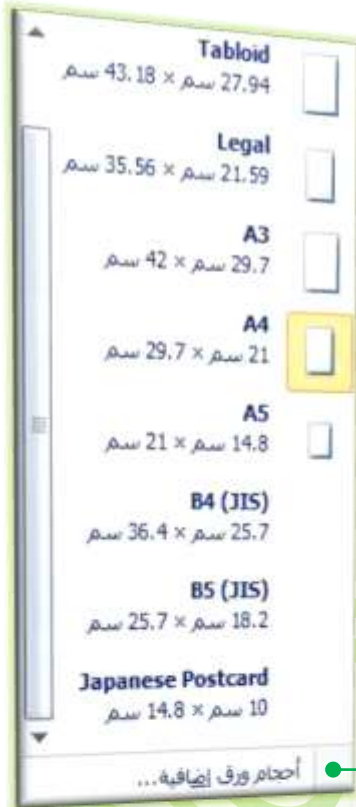 Tabloid
27.94 سم × 43.18 سم
Legal
21.59 سم × 35.56 سم
A3
29.7 سم × 42 سم
A4
21 سم × 29.7 سم
A5
14.8 سم × 21 سم
B4 (JIS)
25.7 سم × 36.4 سم
B5 (JIS)
18.2 سم × 25.7 سم
Japanese Postcard
10 سم × 14.8 سم
أحجام ورق إضافية...